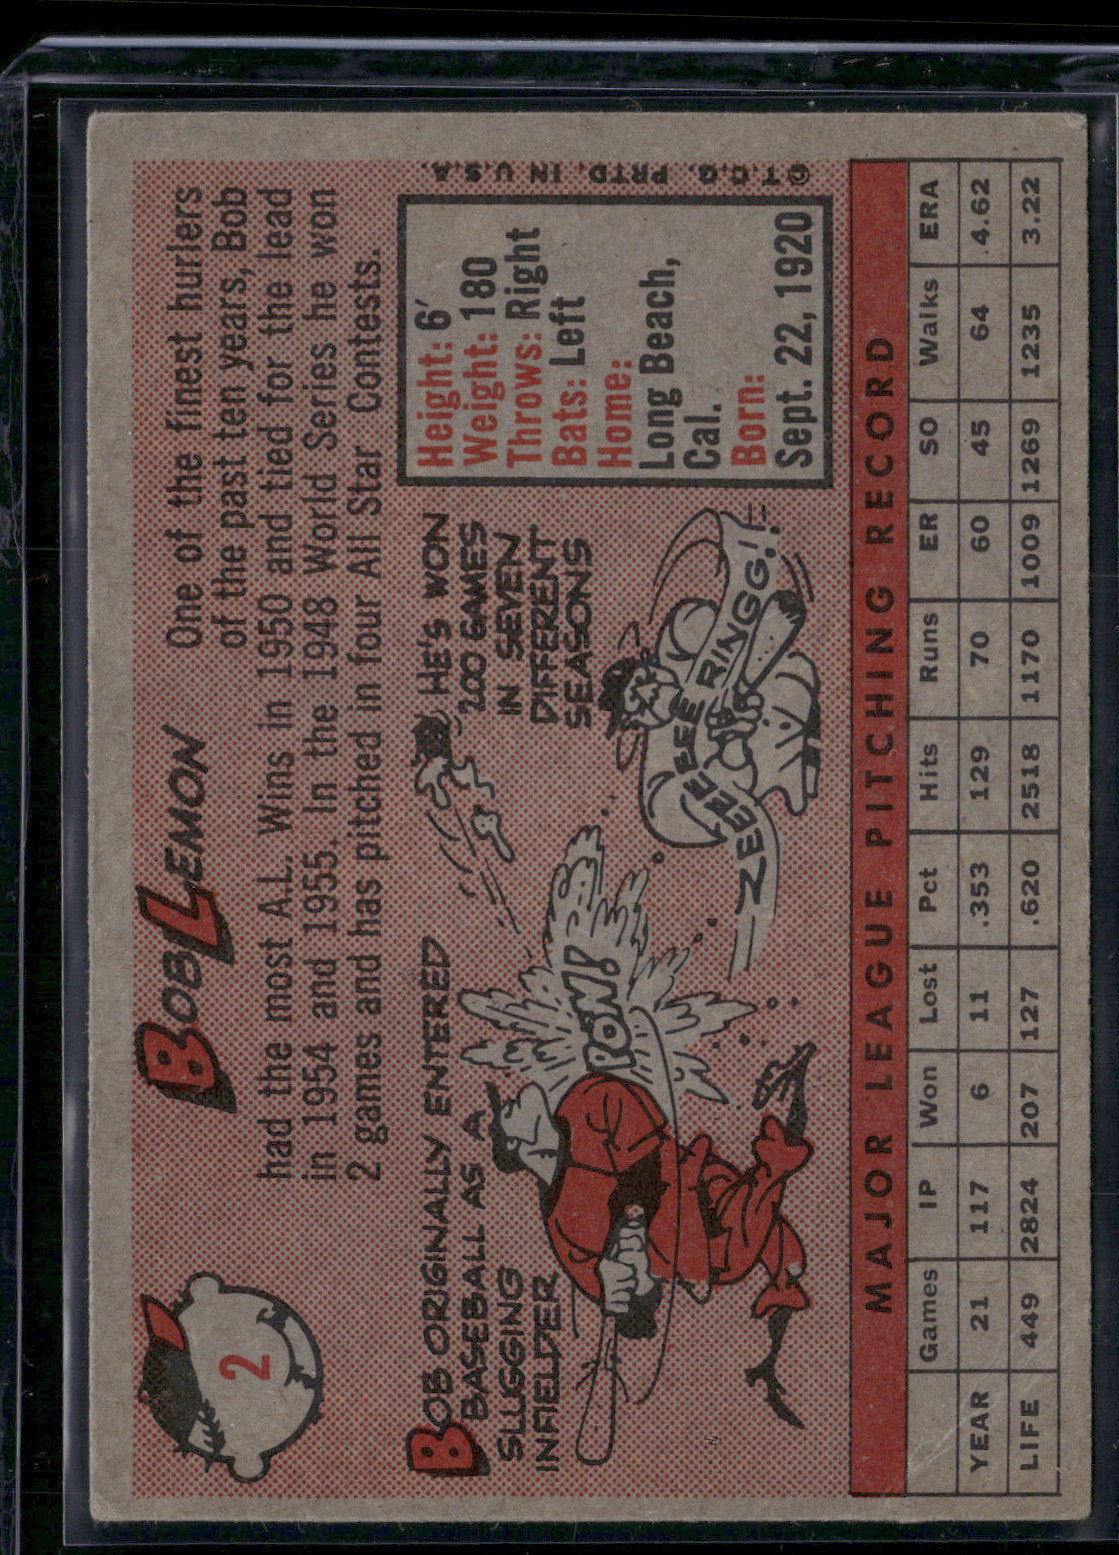 2
BOB LEMON
One of the finest hurlers
of the past ten years, Bob
had the most A.L. Wins in 1950 and tied for the lead
in 1954 and 1955. In the 1948 World Series he won
2 games and has pitched in four All Star Contests.
BOB ORIGINALLY ENTERED
BASEBALL AS A
SLUGGING
INFIELDER
POW!
HE'S WON
200 GAMES
IN SEVEN
DIFFERENT
SEASONS
ZEEEEEE RINGG!!
Height: 6'
Weight: 180
Throws: Right
Bats: Left
Home:
Long Beach,
Cal.
Born:
Sept. 22, 1920
© T.C.G. PRTD. IN U.S.A.
MAJOR LEAGUE PITCHING RECORD
Games IP Won Lost Pct Hits Runs ER SO Walks ERA
YEAR 21 117 6 11 .353 129 70 60 45 64 4.62
LIFE 449 2824 207 127 .620 2518 1170 1009 1269 1235 3.22